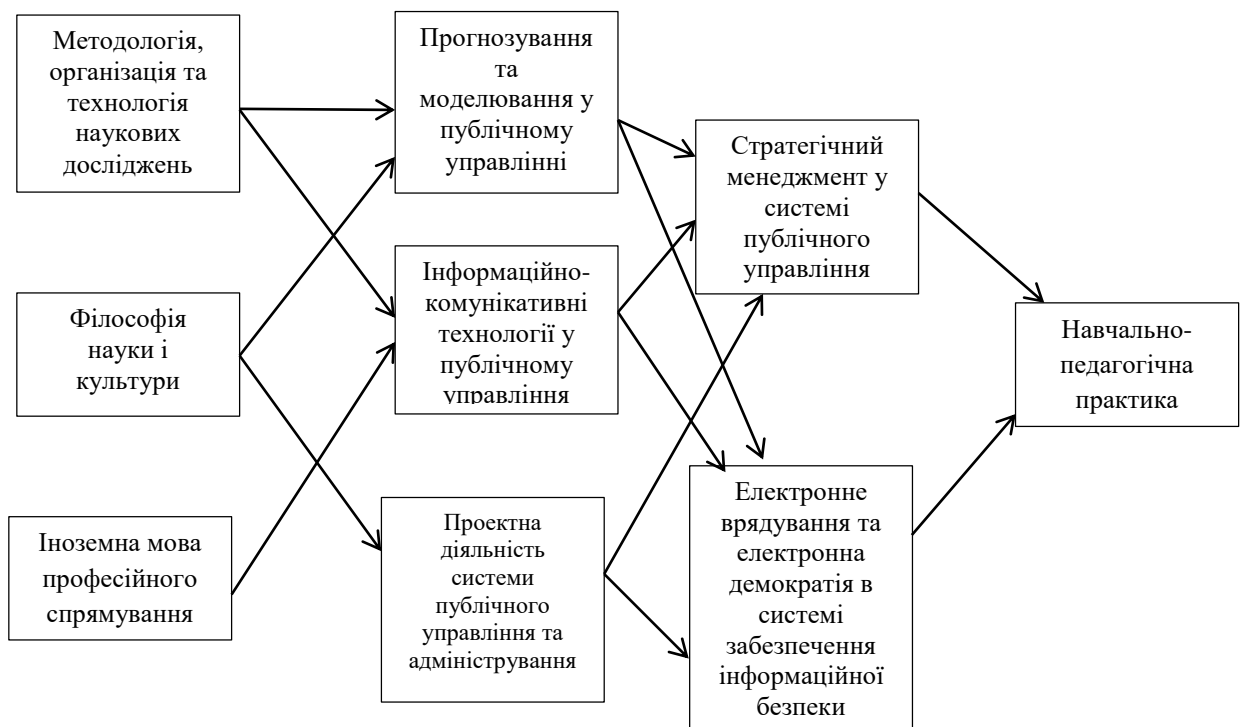 Методологія,
організація та
технологія
наукових
досліджень
Філософія
науки і
культури
Іноземна мова
професійного
спрямування
Прогнозування
та
моделювання у
публічному
управлінні
Інформаційно-
комунікативні
технології у
публічному
управління
Проектна
діяльність
системи
публічного
управління та
адміністрування
Стратегічний
менеджмент у
системі
публічного
управління
Електронне
врядування та
електронна
демократія в
системі
забезпечення
інформаційної
безпеки
Навчально-
педагогічна
практика